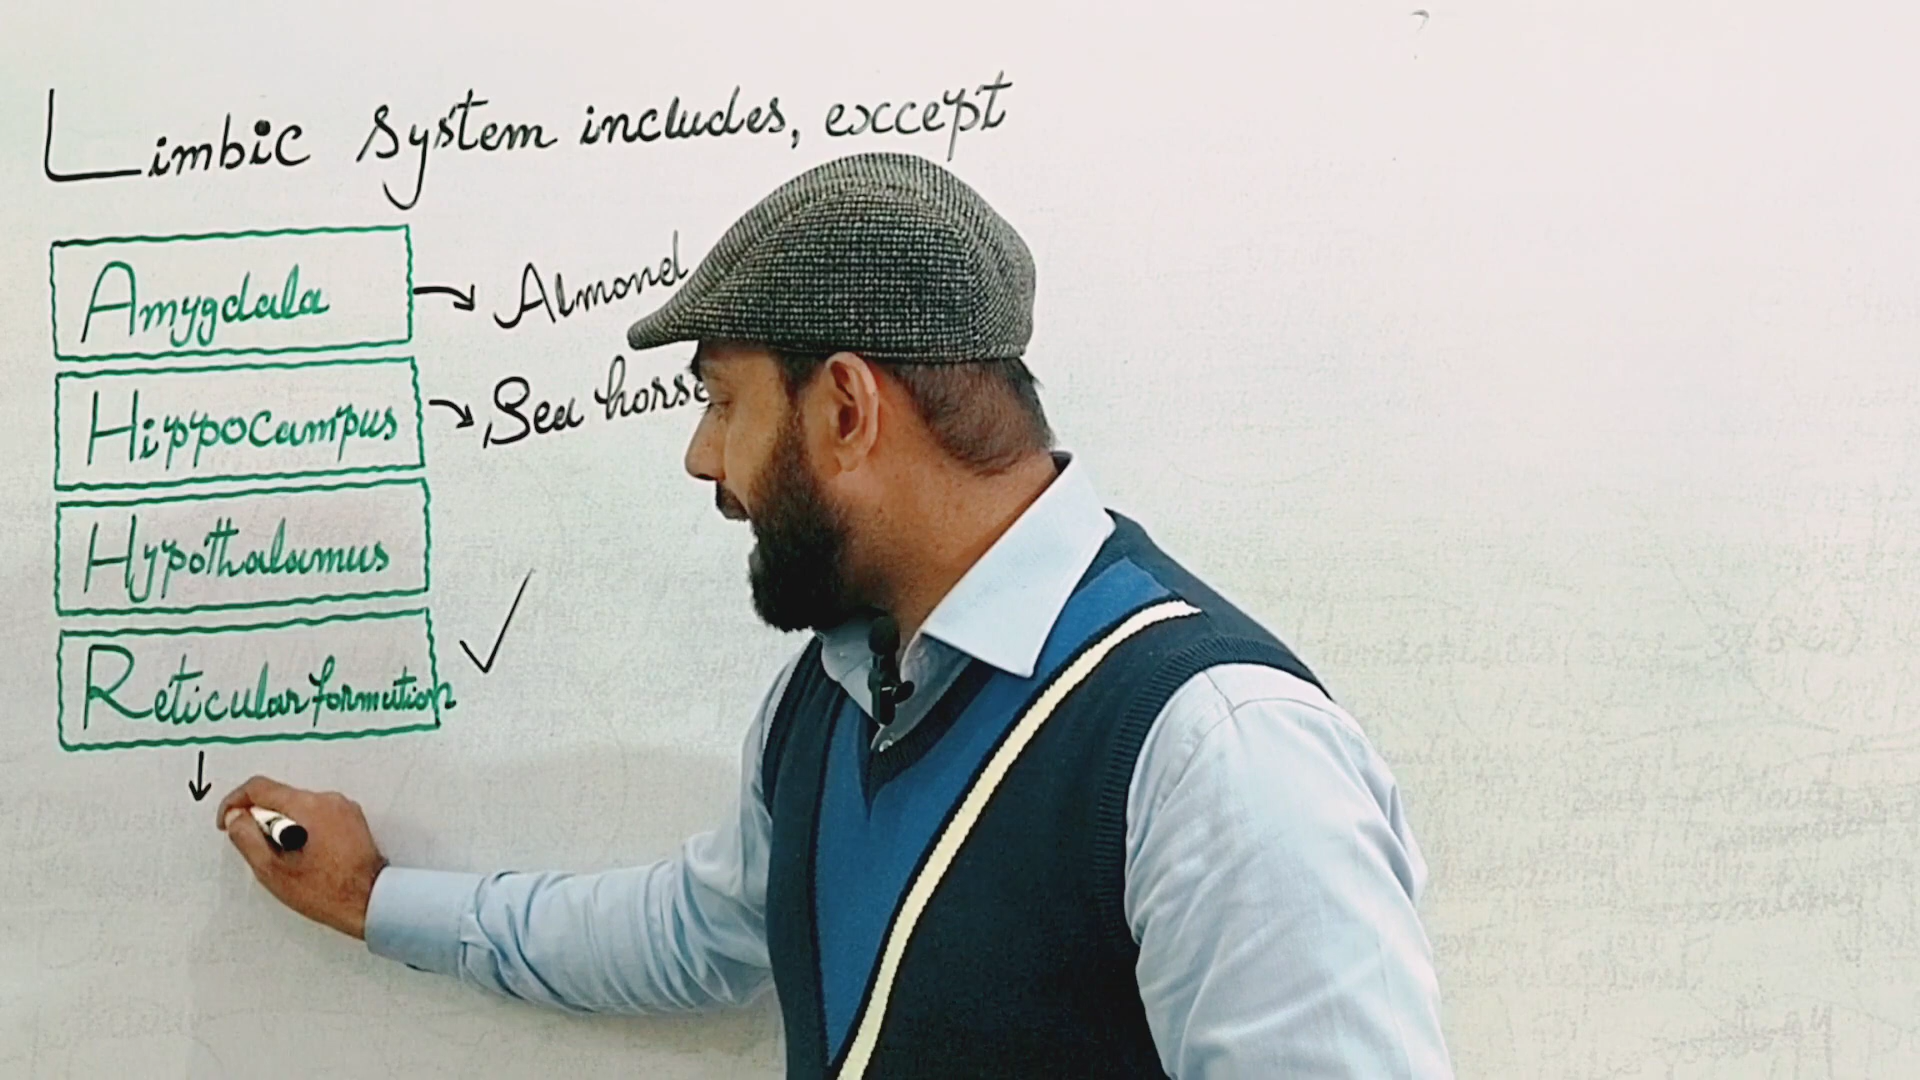 Limbic System includes, except
Amygdala → Almond
Hippocampus → Sea horse
Hypothalamus
Reticular formation ✓